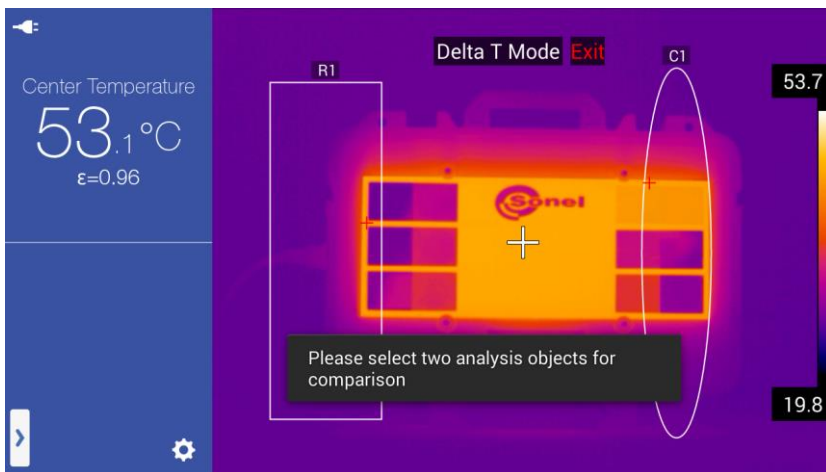 Center Temperature
53.1°C
ε=0.96
Delta T Mode Exit
R1
C1
53.7
Sonel
Please select two analysis objects for
comparison
19.8